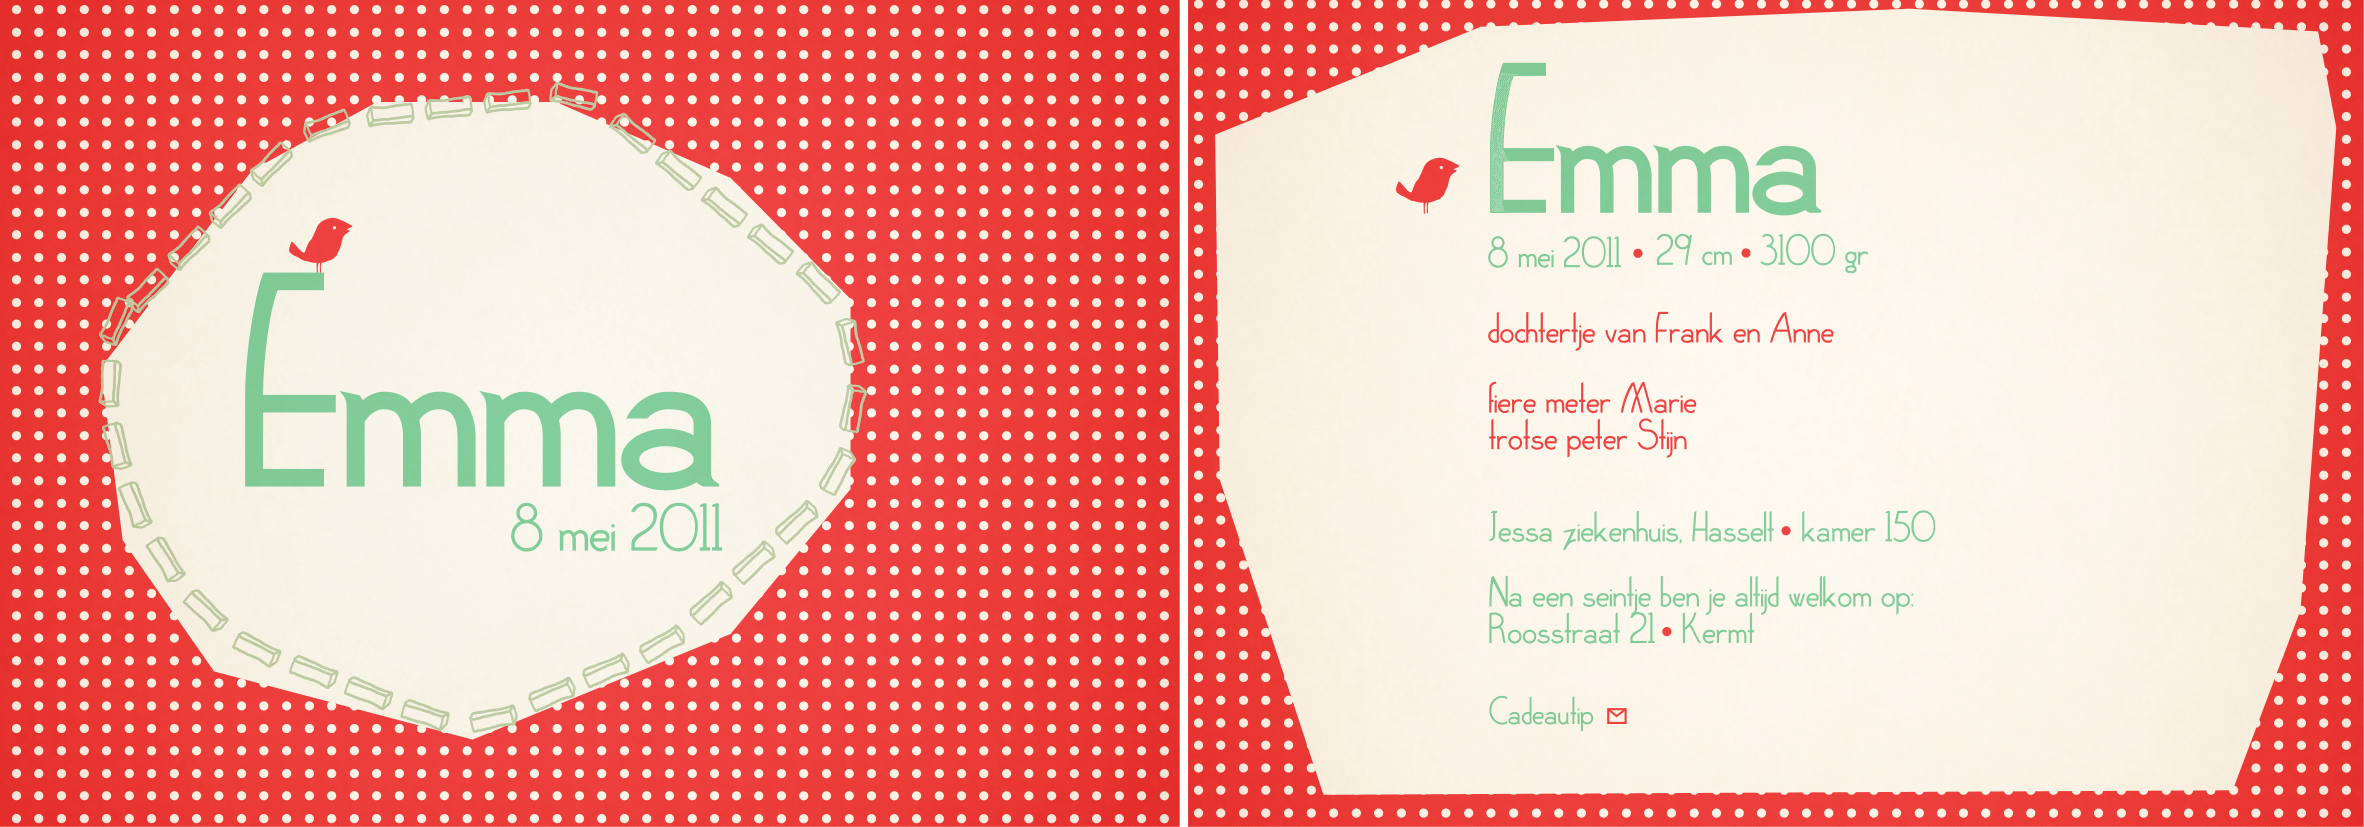 Emma
8 mei 2011
Emma
8 mei 2011 • 29 cm • 3100 gr
dochtertje van Frank en Anne
fiere meter Marie
trotse peter Stijn
Jessa ziekenhuis, Hasselt • kamer 150
Na een seintje ben je altijd welkom op:
Roosstraat 21 • Kermt
Cadeautip